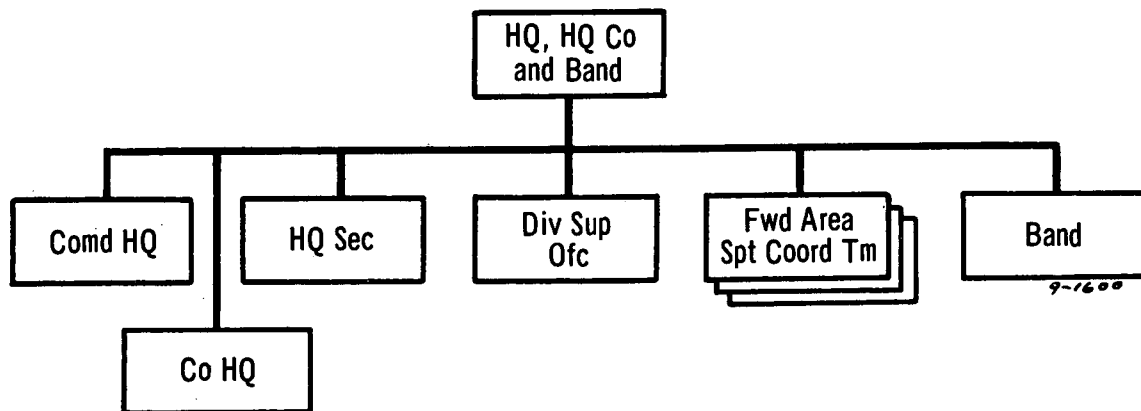 HQ, HQ Co
and Band
Comd HQ
HQ Sec
Div Sup
Ofc
Fwd Area
Spt Coord Tm
Band
9-1600
Co HQ